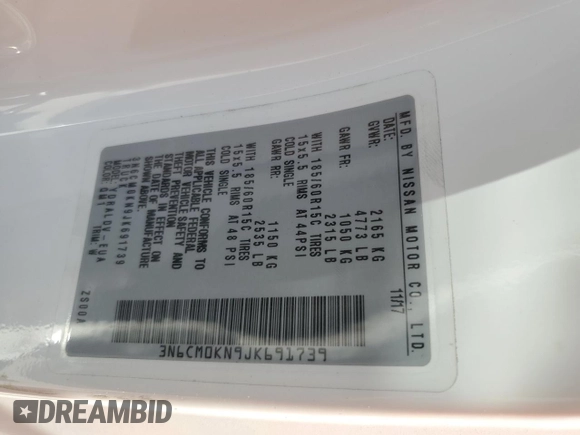 MFD. BY NISSAN MOTOR CO., LTD.
DATE: 11/17
GVWR: 2165 KG
4773 LB
GAWR FR: 1050 KG
2315 LB
WITH 185/60R15C TIRES
15x5.5 RIMS AT 44PSI
COLD SINGLE
GAWR RR: 1150 KG
2535 LB
WITH 185/60R15C TIRES
15x5.5 RIMS AT 48 PSI
COLD SINGLE
THIS VEHICLE CONFORMS TO
ALL APPLICABLE FEDERAL
MOTOR VEHICLE SAFETY AND
THEFT PREVENTION
STANDARDS IN EFFECT ON
THE DATE OF MANUFACTURE
SHOWN ABOVE.
3N6CM0KN9JK691739
TRUCK
MODEL
COLOR
TRIM:
3N6CM0KN9JK691739
DREAMBID